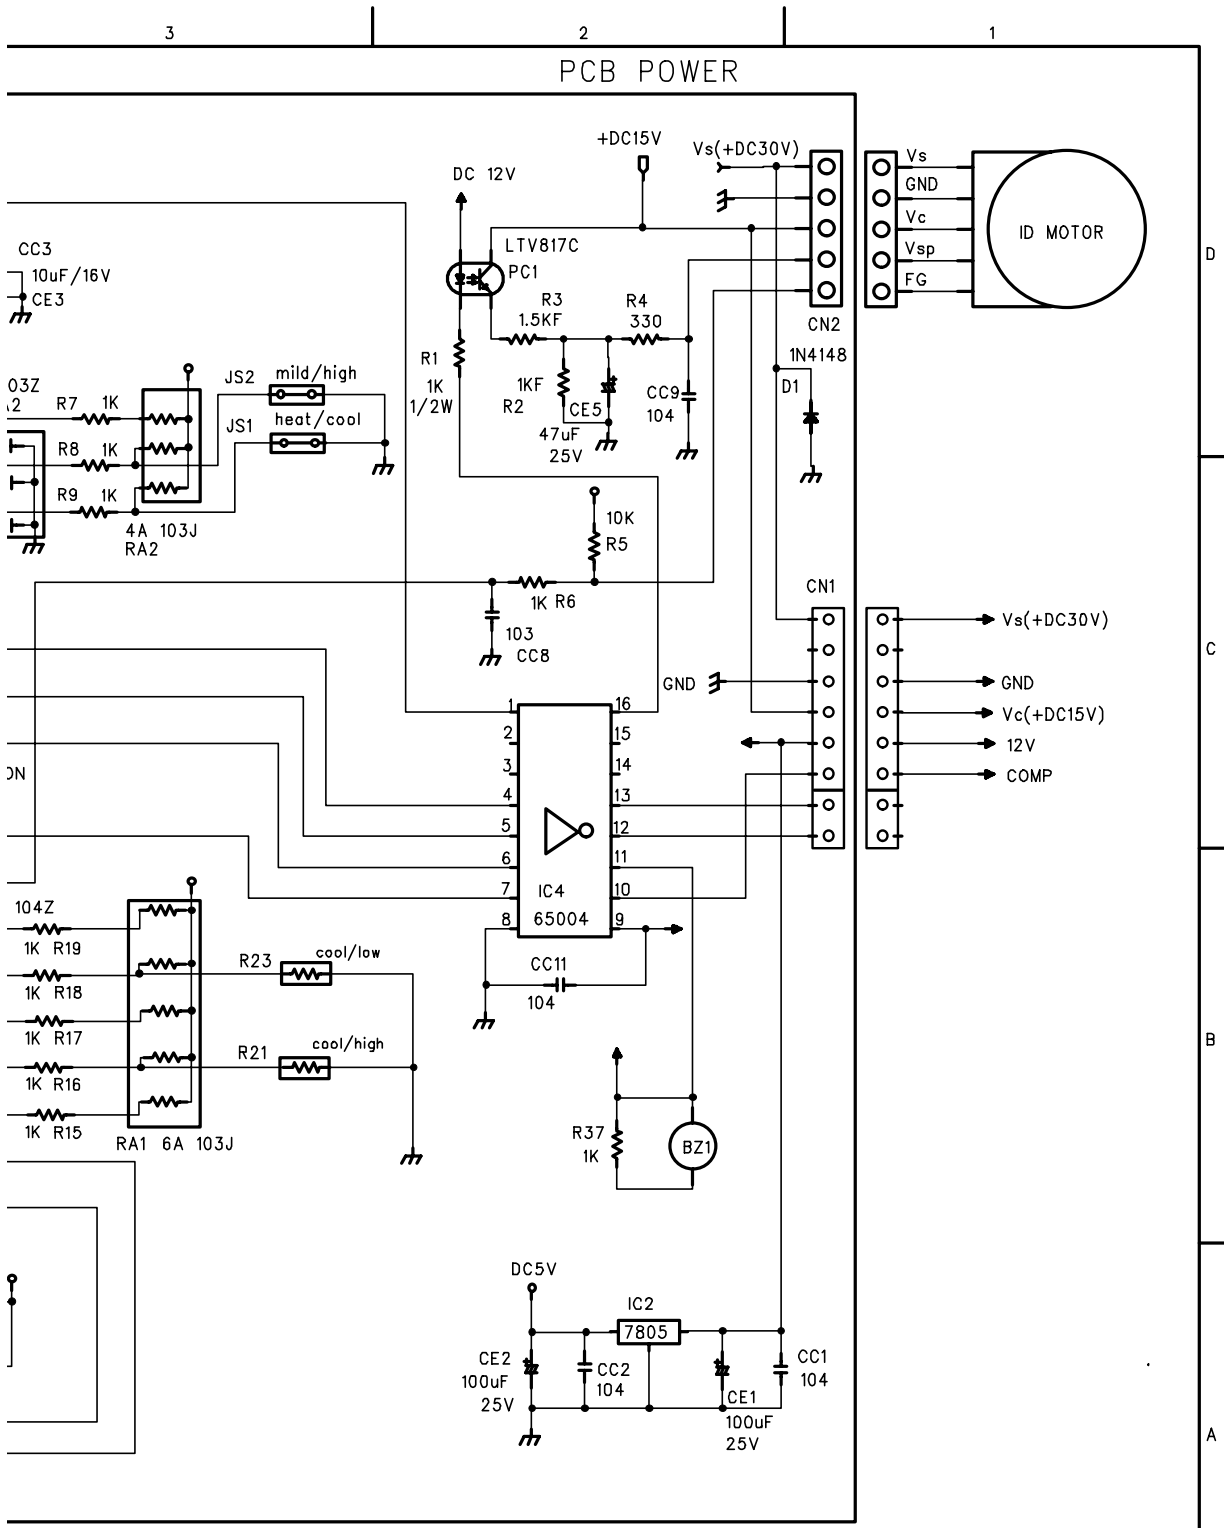 3
2
1
PCB POWER
+DC15V
Vs(+DC30V)
DC 12V
Vs
GND
Vc
Vsp
FG
ID MOTOR
D
CC3
10uF/16V
CE3
LTV817C
PC1
R3
1.5KF
R4
330
CN2
1N4148
D1
R1
1K
1/2W
1KF
R2
CE5
47uF
25V
CC9
104
03Z
R7 1K
JS2
mild/high
JS1
heat/cool
R8 1K
R9 1K
4A 103J
RA2
10K
R5
1K R6
103
CC8
CN1
Vs(+DC30V)
GND
GND
Vc(+DC15V)
12V
COMP
C
ON
1
2
3
4
5
6
7
8
16
15
14
13
12
11
10
9
IC4
65004
CC11
104
104Z
1K R19
1K R18
1K R17
1K R16
1K R15
RA1 6A 103J
R23
cool/low
R21
cool/high
B
R37
1K
BZ1
DC5V
IC2
7805
CE2
100uF
25V
CC2
104
CE1
100uF
25V
CC1
104
A